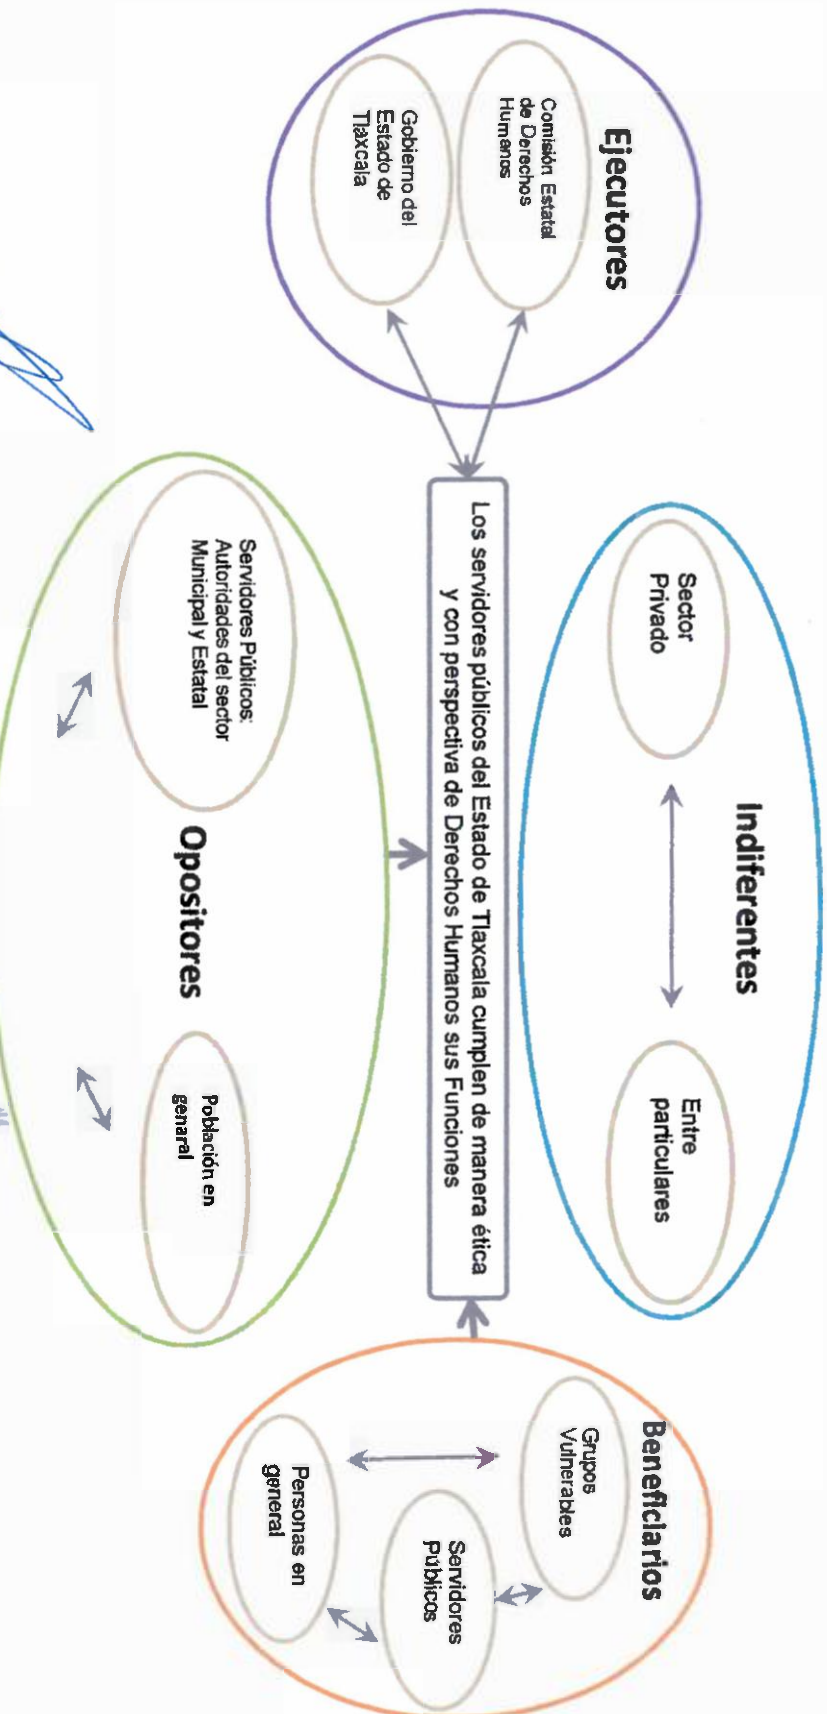 Ejecutores
Comisión Estatal
de Derechos
Humanos
Gobierno del
Estado de
Tlaxcala
Indiferentes
Sector
Privado
Entre
particulares
Los servidores públicos del Estado de Tlaxcala cumplen de manera ética
y con perspectiva de Derechos Humanos sus Funciones
Opositores
Servidores Públicos:
Autoridades del sector
Municipal y Estatal
Población en
genaral
Beneficiarios
Grupos
Vulnerables
Servidores
Públicos
Personas en
general